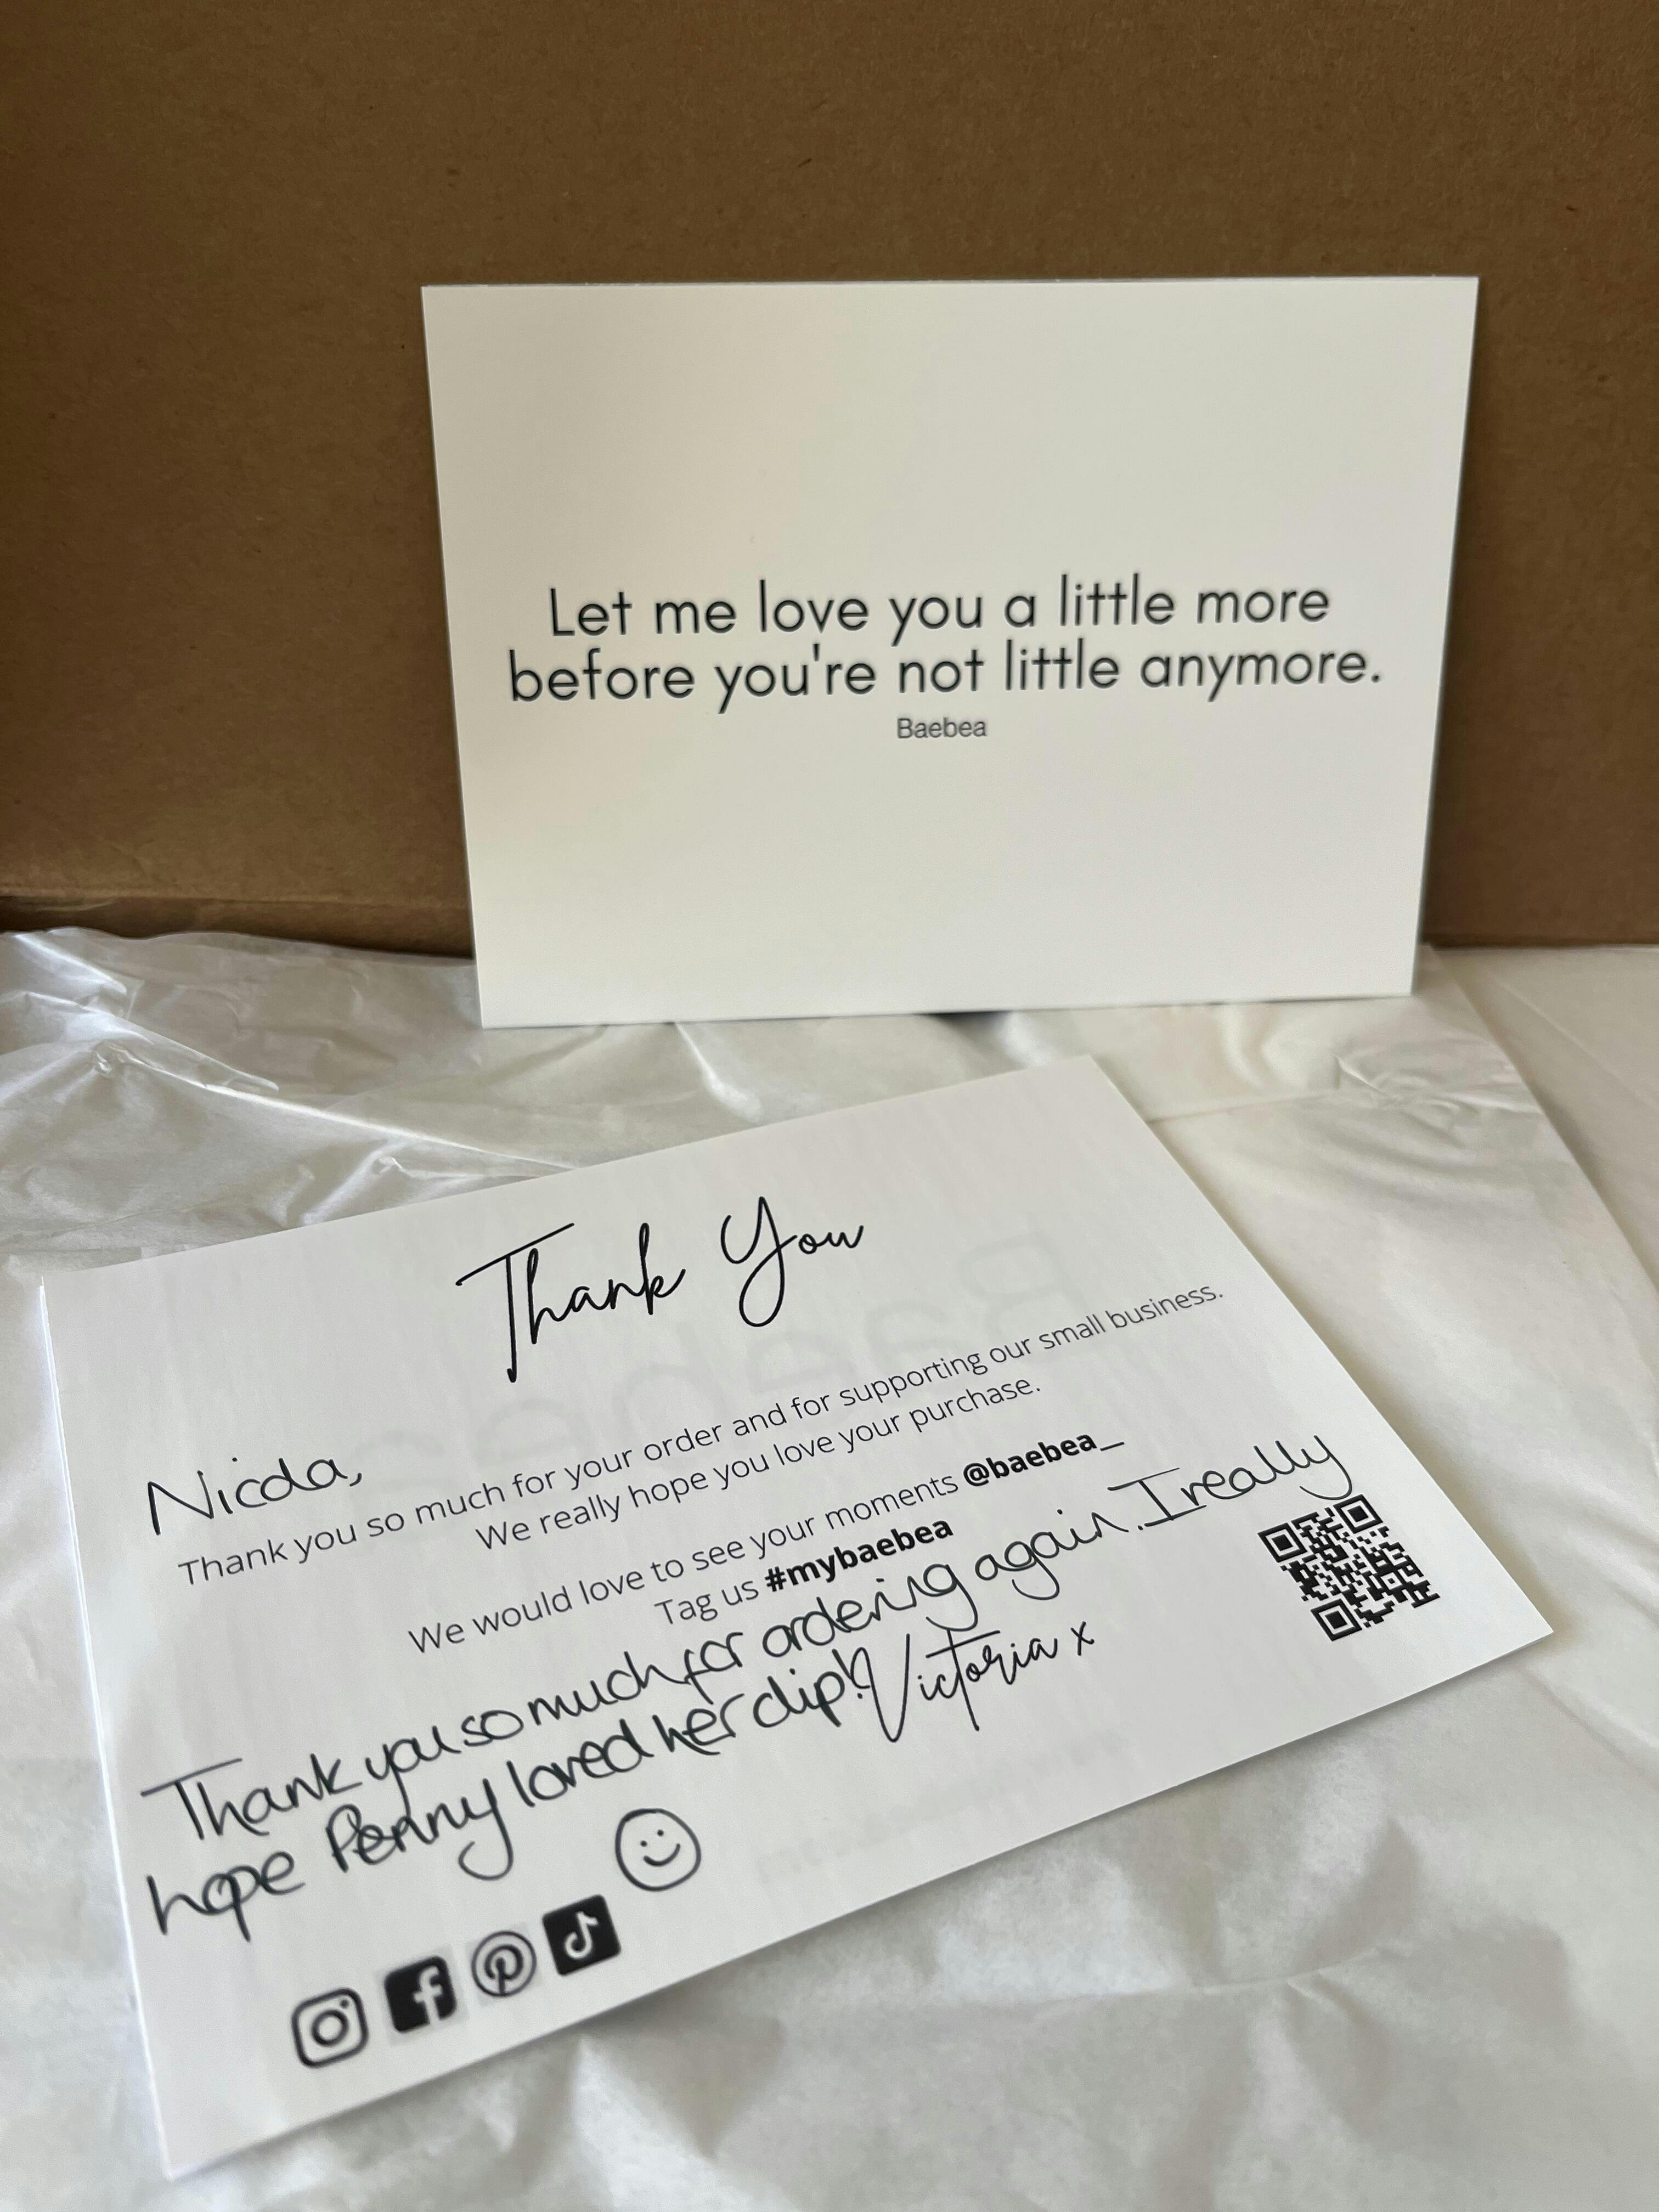 Let me love you a little more
before you're not little anymore.
Baebea
Thank You
Nicola,
Thank you so much for your order and for supporting our small business.
We really hope you love your purchase.
We would love to see your moments @baebea_
Tag us #mybaebea
Thank you so much for ordering again. I really
hope Penny loved her clip!
Victoria x